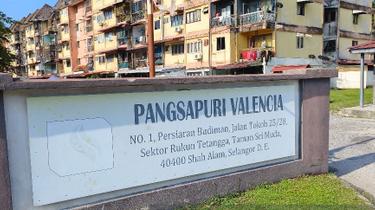 PANGSAPURI VALENCIA
NO. 1, Persiaran Budiman, Jalan Tokoh 25/28,
Sektor Rukun Tetangga, Taman Sri Muda,
40400 Shah Alam, Selangor D. E.